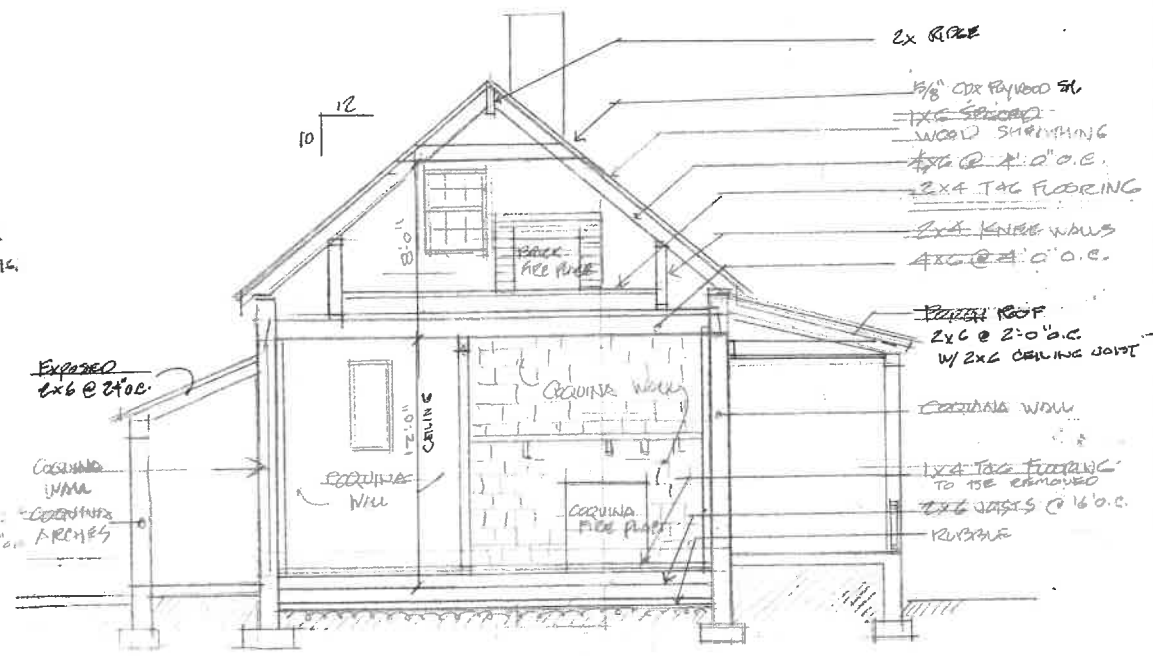 2x RIDGE
12
10
5/8" CDX PLYWOOD SH.
1x6 SPACED
WOOD SHEATHING
4x6 @ 4'-0" O.C.
2x4 T&G FLOORING
2x4 KNEE WALLS
4x6 @ 4'-0" O.C.
8'-0"
BRICK
FIRE PLACE
PORCH ROOF
2x6 @ 2'-0" O.C.
W/ 2x6 CEILING JOIST
EXPOSED
2x6 @ 24" O.C.
COQUINA
12'-0"
CEILING
COQUINA WALL
COQUINA
WALL
COQUINA
WALL
COQUINA
ARCHES
COQUINA
FIRE PLACE
1x4 T&G FLOORING
TO BE REMOVED
2x6 JOISTS @ 16" O.C.
RUBBLE